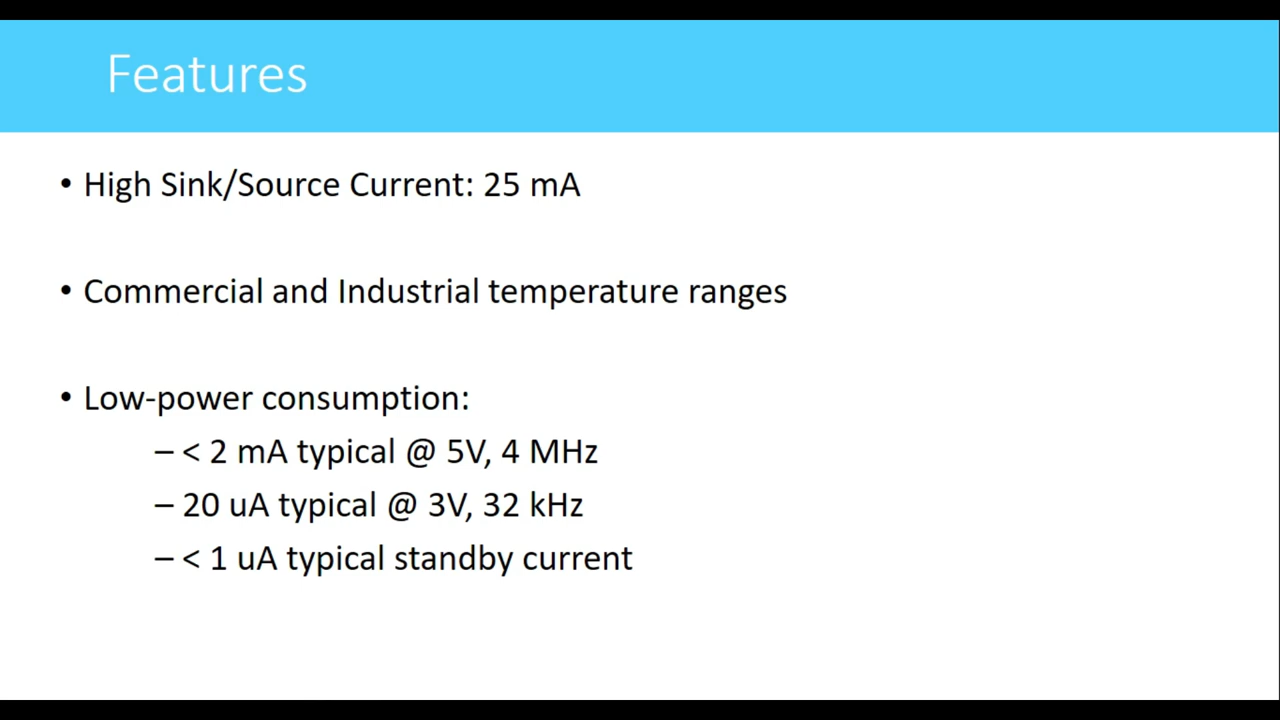 Features
• High Sink/Source Current: 25 mA
• Commercial and Industrial temperature ranges
• Low-power consumption:
– < 2 mA typical @ 5V, 4 MHz
– 20 uA typical @ 3V, 32 kHz
– < 1 uA typical standby current